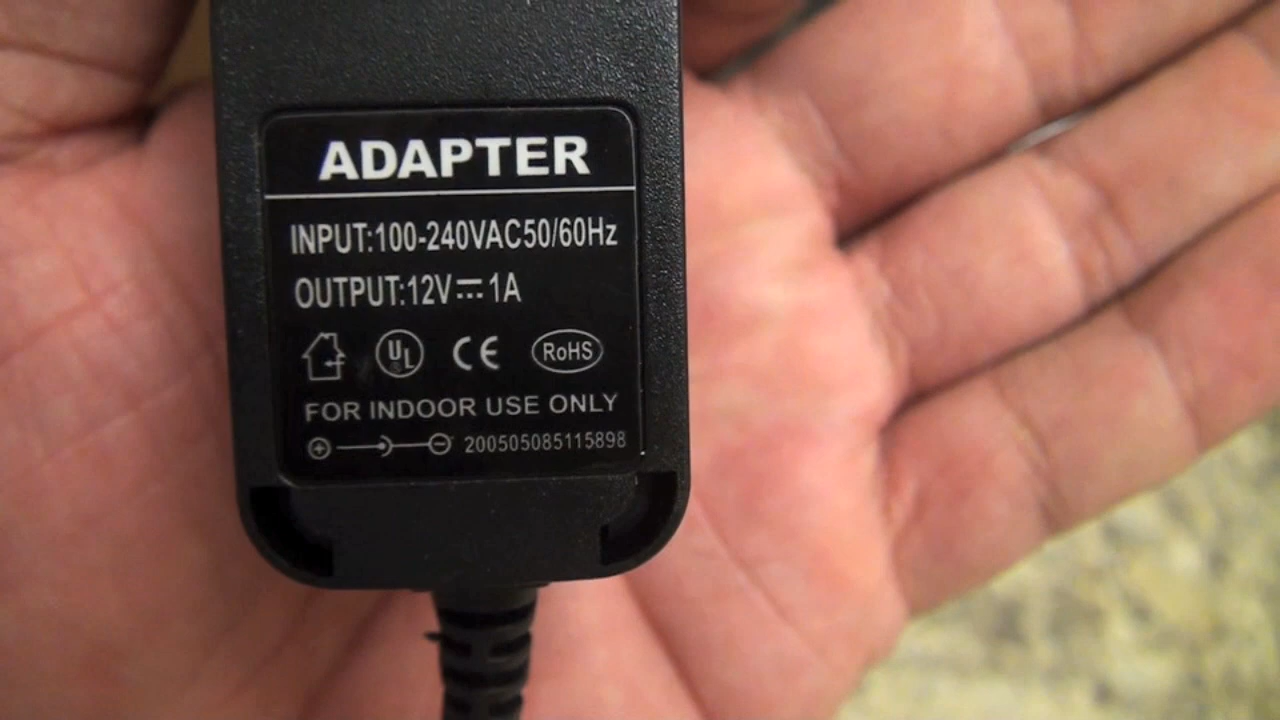 ADAPTER
INPUT:100-240VAC50/60Hz
OUTPUT:12V⎓1A
UL CE RoHS
FOR INDOOR USE ONLY
200505085115898